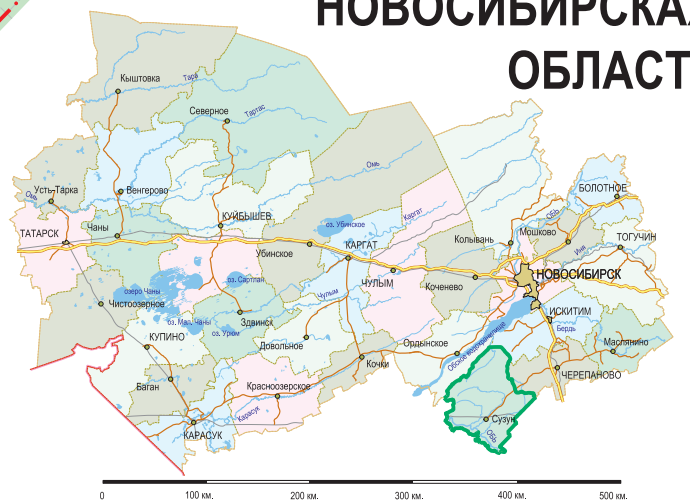 НОВОСИБИРСКАЯ
ОБЛАСТ
Кыштовка
Тара
Северное
Тартас
Омь
Усть-Тарка
Омь
Венгерово
БОЛОТНОЕ
ТАТАРСК
Чаны
КУЙБЫШЕВ
оз. Убинское
Каргат
Обь
Мошково
Колывань
ТОГУЧИН
Иня
Убинское
КАРГАТ
ЧУЛЫМ
Коченево
НОВОСИБИРСК
озеро Чаны
оз. Сартлан
Чулым
Чистоозерное
оз. Мал. Чаны
Здвинск
оз. Урюм
ИСКИТИМ
Бердь
Обское водохранилище
КУПИНО
Довольное
Ордынское
Маслянино
Кочки
ЧЕРЕПАНОВО
Баган
Краснозерское
Карасук
КАРАСУК
Сузун
Обь
0
100 км.
200 км.
300 км.
400 км.
500 км.